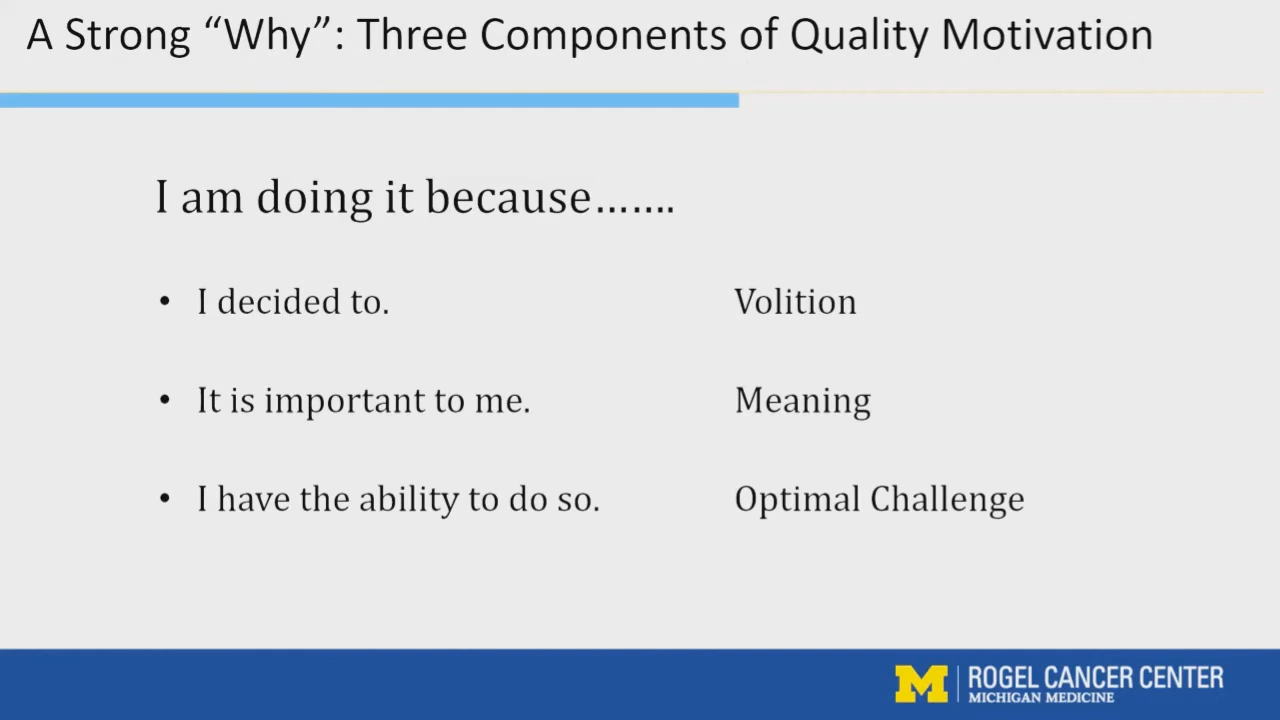 A Strong “Why”: Three Components of Quality Motivation
I am doing it because.......
• I decided to. Volition
• It is important to me. Meaning
• I have the ability to do so. Optimal Challenge
M ROGEL CANCER CENTER
MICHIGAN MEDICINE